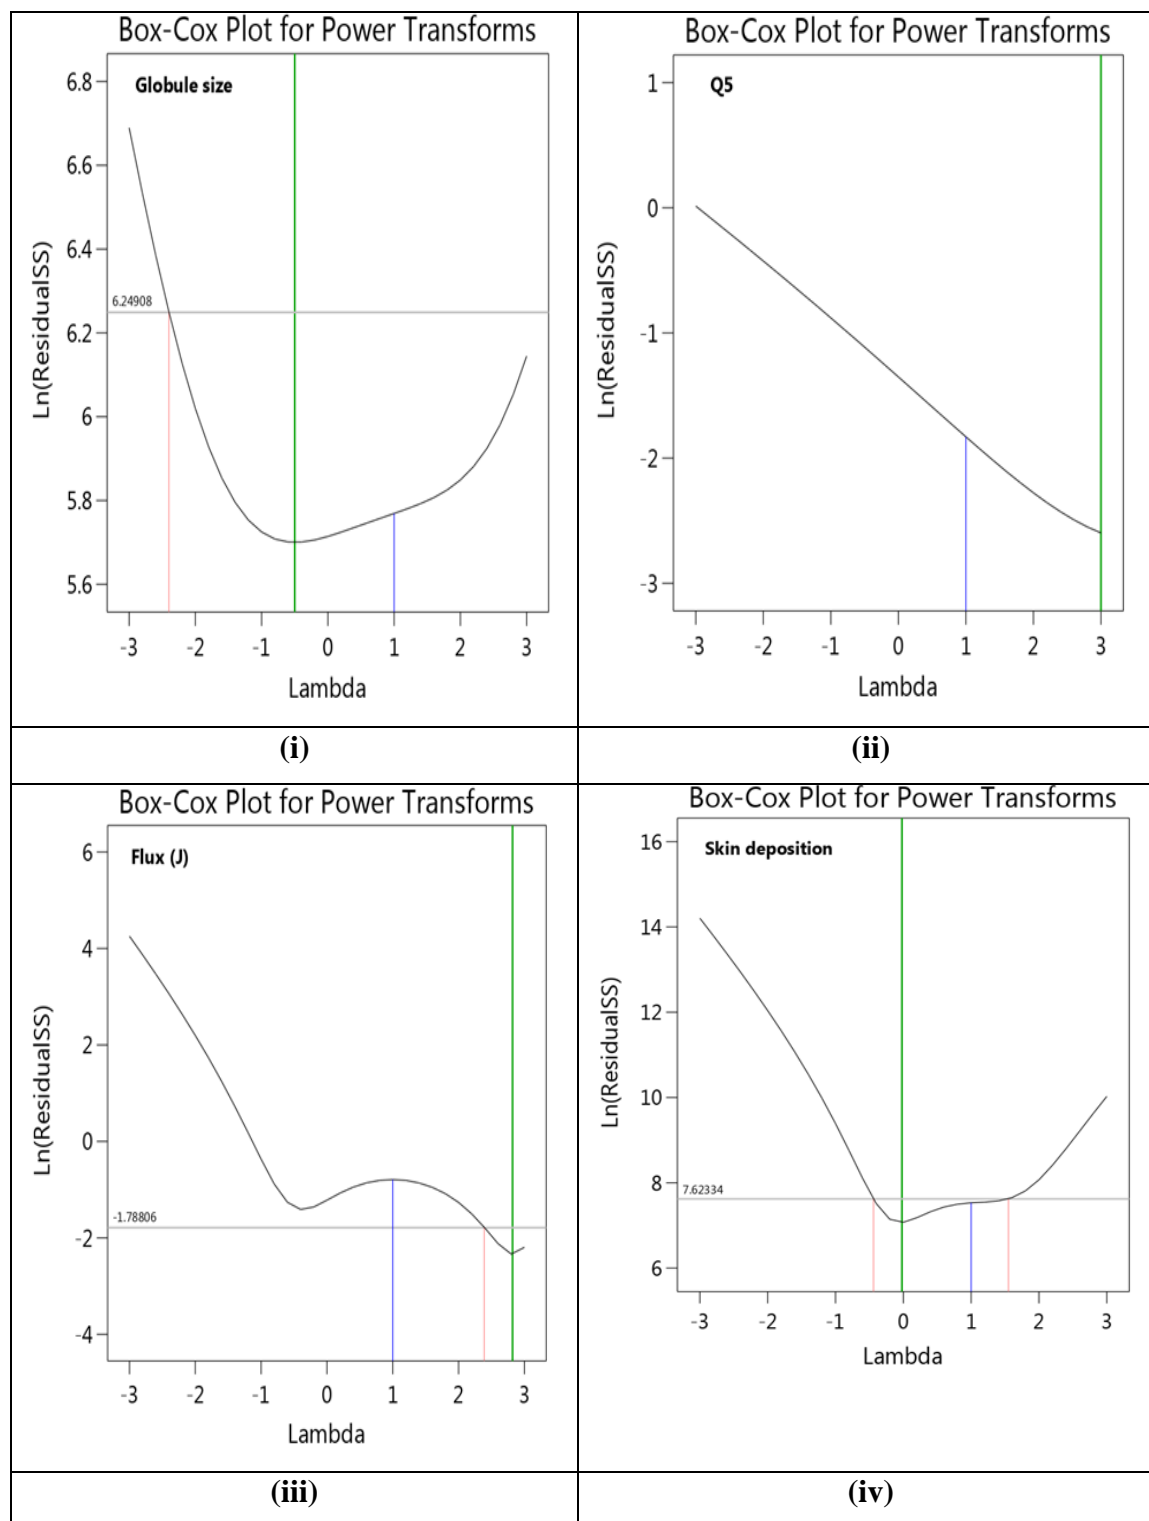 Box-Cox Plot for Power Transforms
Globule size
6.8
6.6
6.4
6.24908
6.2
6
5.8
5.6
Ln(ResidualSS)
-3 -2 -1 0 1 2 3
Lambda
(i)
Box-Cox Plot for Power Transforms
Q5
1
0
-1
-2
-3
Ln(ResidualSS)
-3 -2 -1 0 1 2 3
Lambda
(ii)
Box-Cox Plot for Power Transforms
Flux (J)
6
4
2
0
-1.78806
-2
-4
Ln(ResidualSS)
-3 -2 -1 0 1 2 3
Lambda
(iii)
Box-Cox Plot for Power Transforms
Skin deposition
16
14
12
10
8
7.62334
6
Ln(ResidualSS)
-3 -2 -1 0 1 2 3
Lambda
(iv)